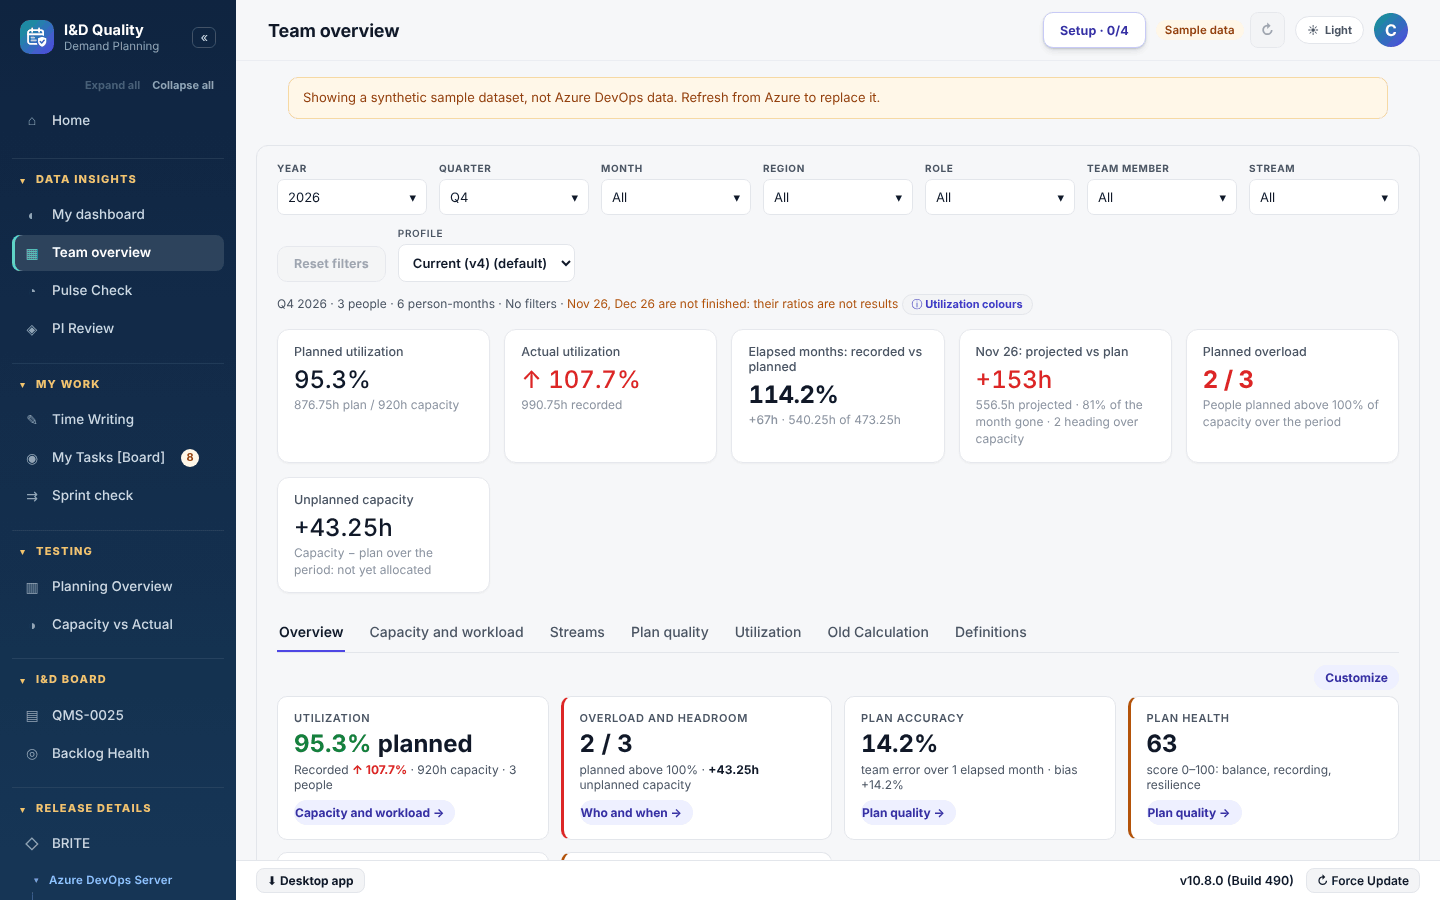 I&D Quality
Demand Planning
«
Expand all Collapse all
Home
DATA INSIGHTS
My dashboard
Team overview
Pulse Check
PI Review
MY WORK
Time Writing
My Tasks [Board] 8
Sprint check
TESTING
Planning Overview
Capacity vs Actual
I&D BOARD
QMS-0025
Backlog Health
RELEASE DETAILS
BRITE
Azure DevOps Server
Team overview
Setup · 0/4
Sample data
↻
☀ Light
C
Showing a synthetic sample dataset, not Azure DevOps data. Refresh from Azure to replace it.
YEAR QUARTER MONTH REGION ROLE TEAM MEMBER STREAM
2026 Q4 All All All All All
PROFILE
Reset filters Current (v4) (default)
Q4 2026 · 3 people · 6 person-months · No filters · Nov 26, Dec 26 are not finished: their ratios are not results ⓘ Utilization colours
Planned utilization
95.3%
876.75h plan / 920h capacity
Actual utilization
↑ 107.7%
990.75h recorded
Elapsed months: recorded vs
planned
114.2%
+67h · 540.25h of 473.25h
Nov 26: projected vs plan
+153h
556.5h projected · 81% of the
month gone · 2 heading over
capacity
Planned overload
2 / 3
People planned above 100% of
capacity over the period
Unplanned capacity
+43.25h
Capacity − plan over the
period: not yet allocated
Overview Capacity and workload Streams Plan quality Utilization Old Calculation Definitions
Customize
UTILIZATION
95.3% planned
Recorded ↑ 107.7% · 920h capacity · 3
people
Capacity and workload →
OVERLOAD AND HEADROOM
2 / 3
planned above 100% · +43.25h
unplanned capacity
Who and when →
PLAN ACCURACY
14.2%
team error over 1 elapsed month · bias
+14.2%
Plan quality →
PLAN HEALTH
63
score 0–100: balance, recording,
resilience
Plan quality →
⬇ Desktop app
v10.8.0 (Build 490)
↻ Force Update